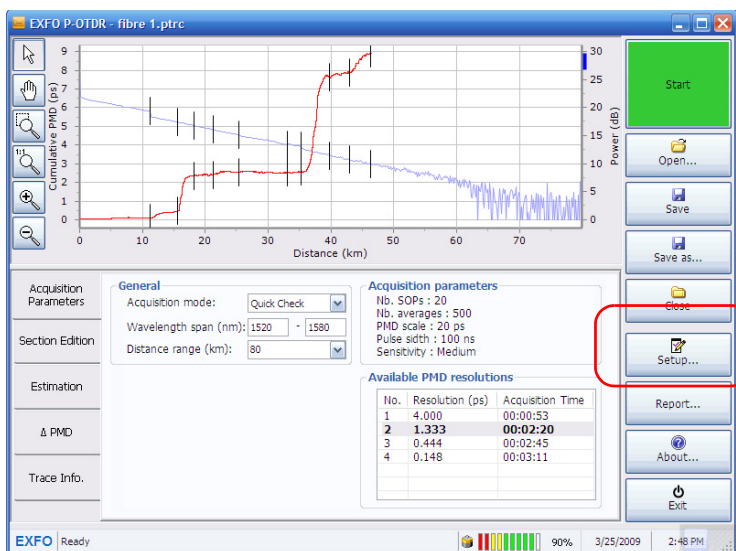 EXFO P-OTDR - fibre 1.ptrc
1:1
Cumulative PMD (ps)
9
8
7
6
5
4
3
2
1
0
30
25
20
15
10
5
0
Power (dB)
0 10 20 30 40 50 60 70
Distance (km)
Start
Open...
Save
Save as...
Close
Setup...
Report...
About...
Exit
Acquisition
Parameters
Section Edition
Estimation
Δ PMD
Trace Info.
General
Acquisition mode: Quick Check
Wavelength span (nm): 1520 - 1580
Distance range (km): 80
Acquisition parameters
Nb. SOPs : 20
Nb. averages : 500
PMD scale : 20 ps
Pulse sidth : 100 ns
Sensitivity : Medium
Available PMD resolutions
No. Resolution (ps) Acquisition Time
1 4.000 00:00:53
2 1.333 00:02:20
3 0.444 00:02:45
4 0.148 00:03:11
EXFO Ready 90% 3/25/2009 2:48 PM